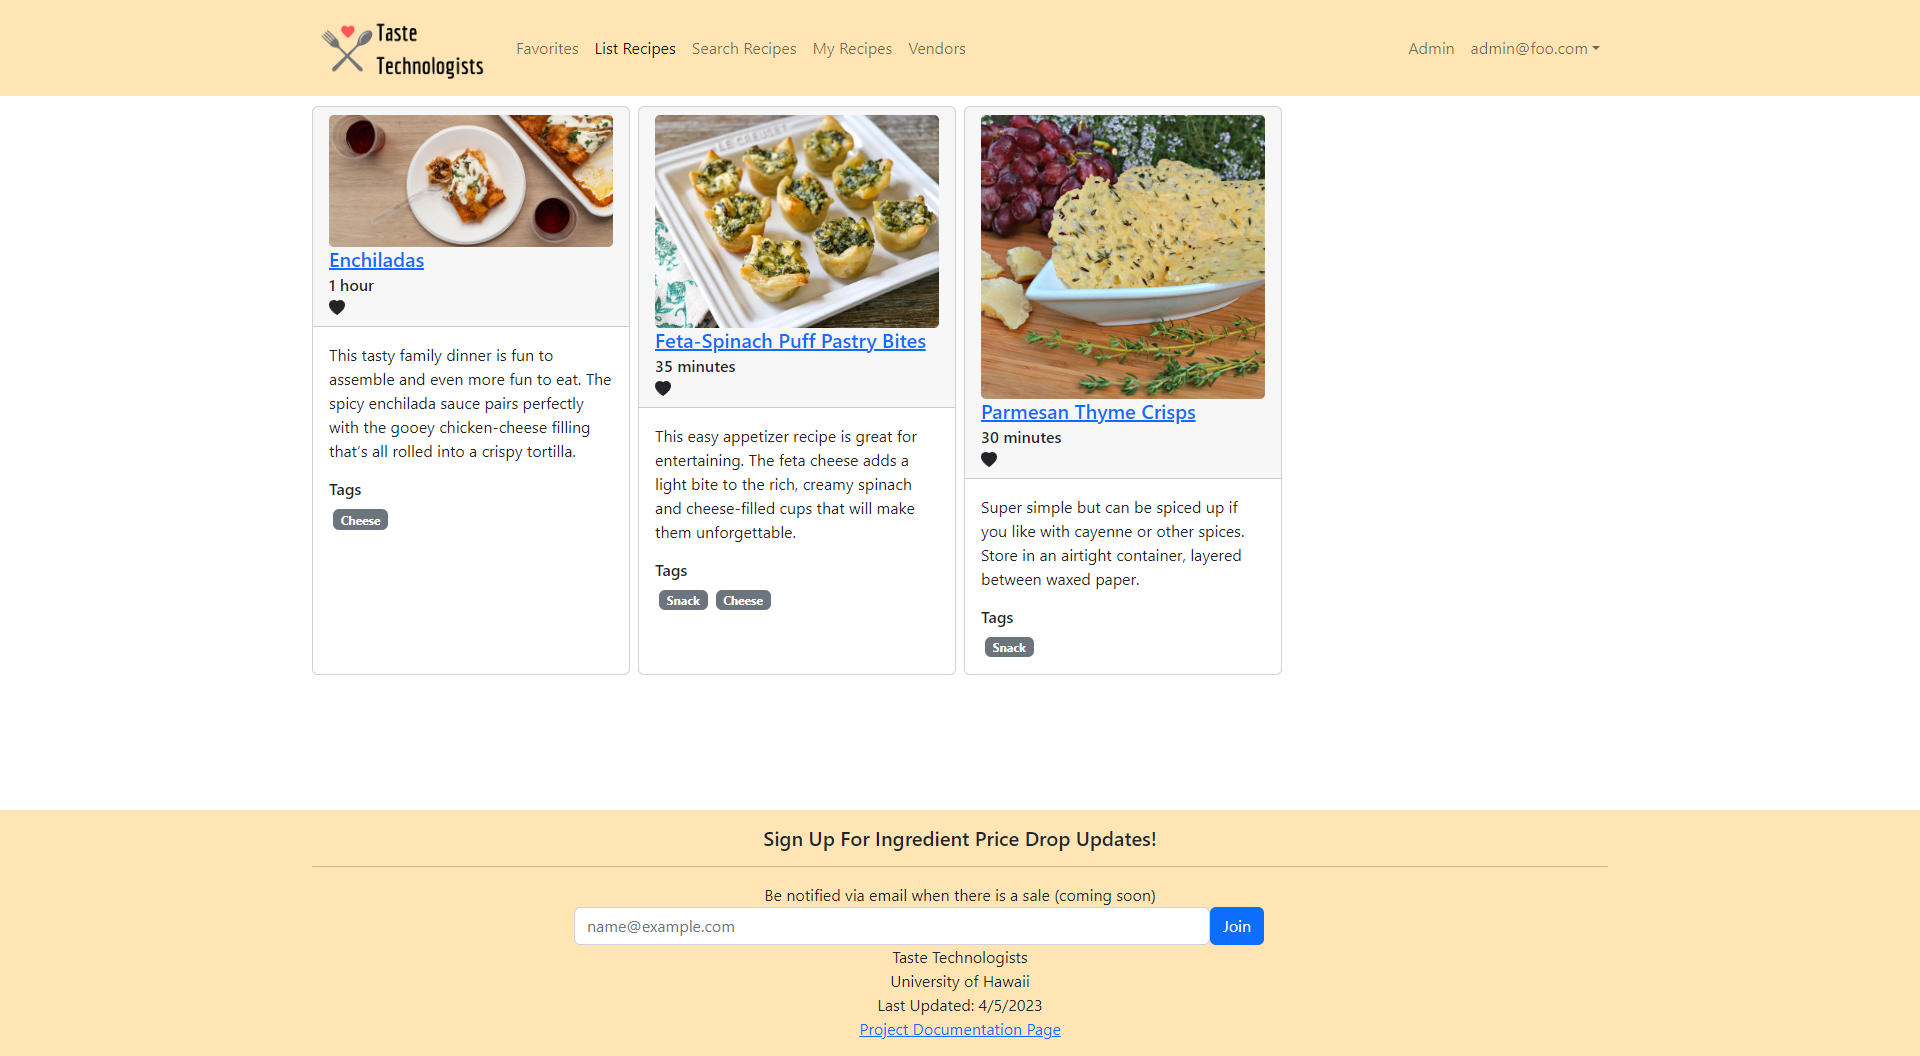 Taste
Technologists
Favorites List Recipes Search Recipes My Recipes Vendors
Admin admin@foo.com
Enchiladas
1 hour
This tasty family dinner is fun to
assemble and even more fun to eat. The
spicy enchilada sauce pairs perfectly
with the gooey chicken-cheese filling
that’s all rolled into a crispy tortilla.
Tags
Cheese
LE CREUSET
Feta-Spinach Puff Pastry Bites
35 minutes
This easy appetizer recipe is great for
entertaining. The feta cheese adds a
light bite to the rich, creamy spinach
and cheese-filled cups that will make
them unforgettable.
Tags
Snack Cheese
Parmesan Thyme Crisps
30 minutes
Super simple but can be spiced up if
you like with cayenne or other spices.
Store in an airtight container, layered
between waxed paper.
Tags
Snack
Sign Up For Ingredient Price Drop Updates!
Be notified via email when there is a sale (coming soon)
name@example.com Join
Taste Technologists
University of Hawaii
Last Updated: 4/5/2023
Project Documentation Page